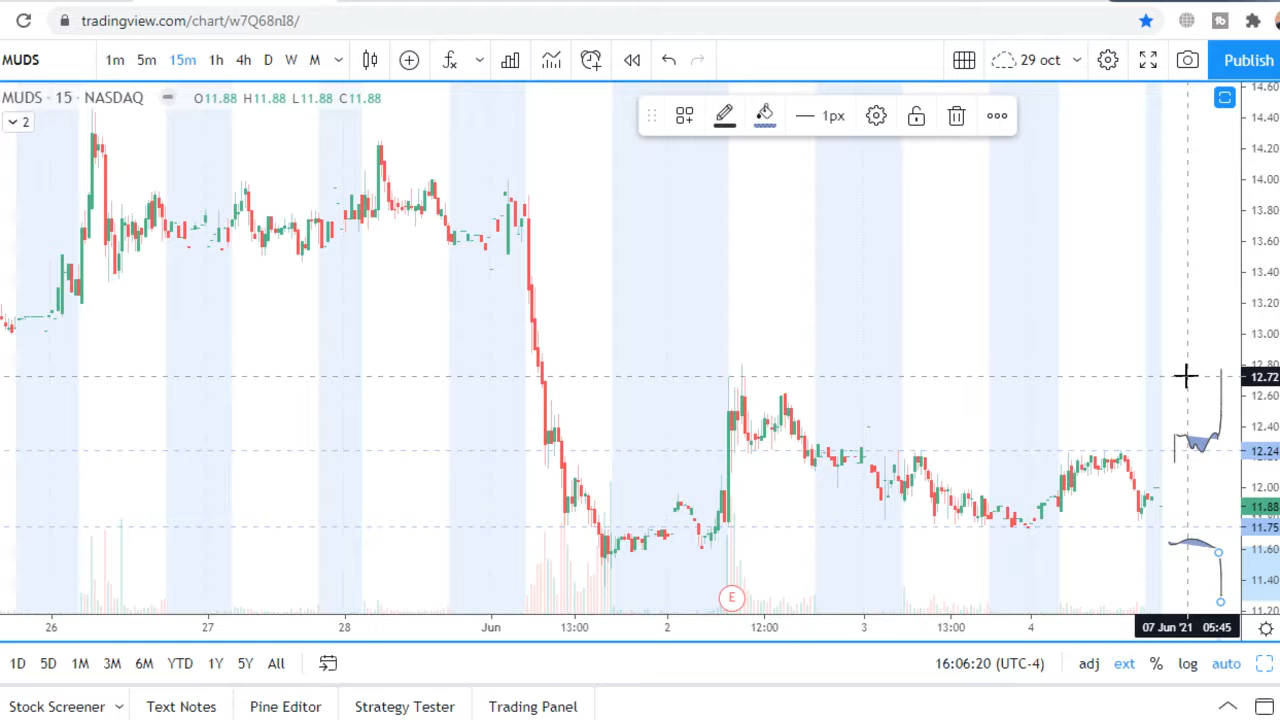 tradingview.com/chart/w7Q68nI8/
MUDS 1m 5m 15m 1h 4h D W M 29 oct Publish
MUDS · 15 · NASDAQ O11.88 H11.88 L11.88 C11.88
2
1px
14.60
14.40
14.20
14.00
13.80
13.60
13.40
13.20
13.00
12.80
12.72
12.60
12.40
12.24
12.00
11.88
11.75
11.60
11.40
11.20
E
26 27 28 Jun 13:00 2 12:00 3 13:00 4 07 Jun '21 05:45
1D 5D 1M 3M 6M YTD 1Y 5Y All 16:06:20 (UTC-4) adj ext % log auto
Stock Screener Text Notes Pine Editor Strategy Tester Trading Panel